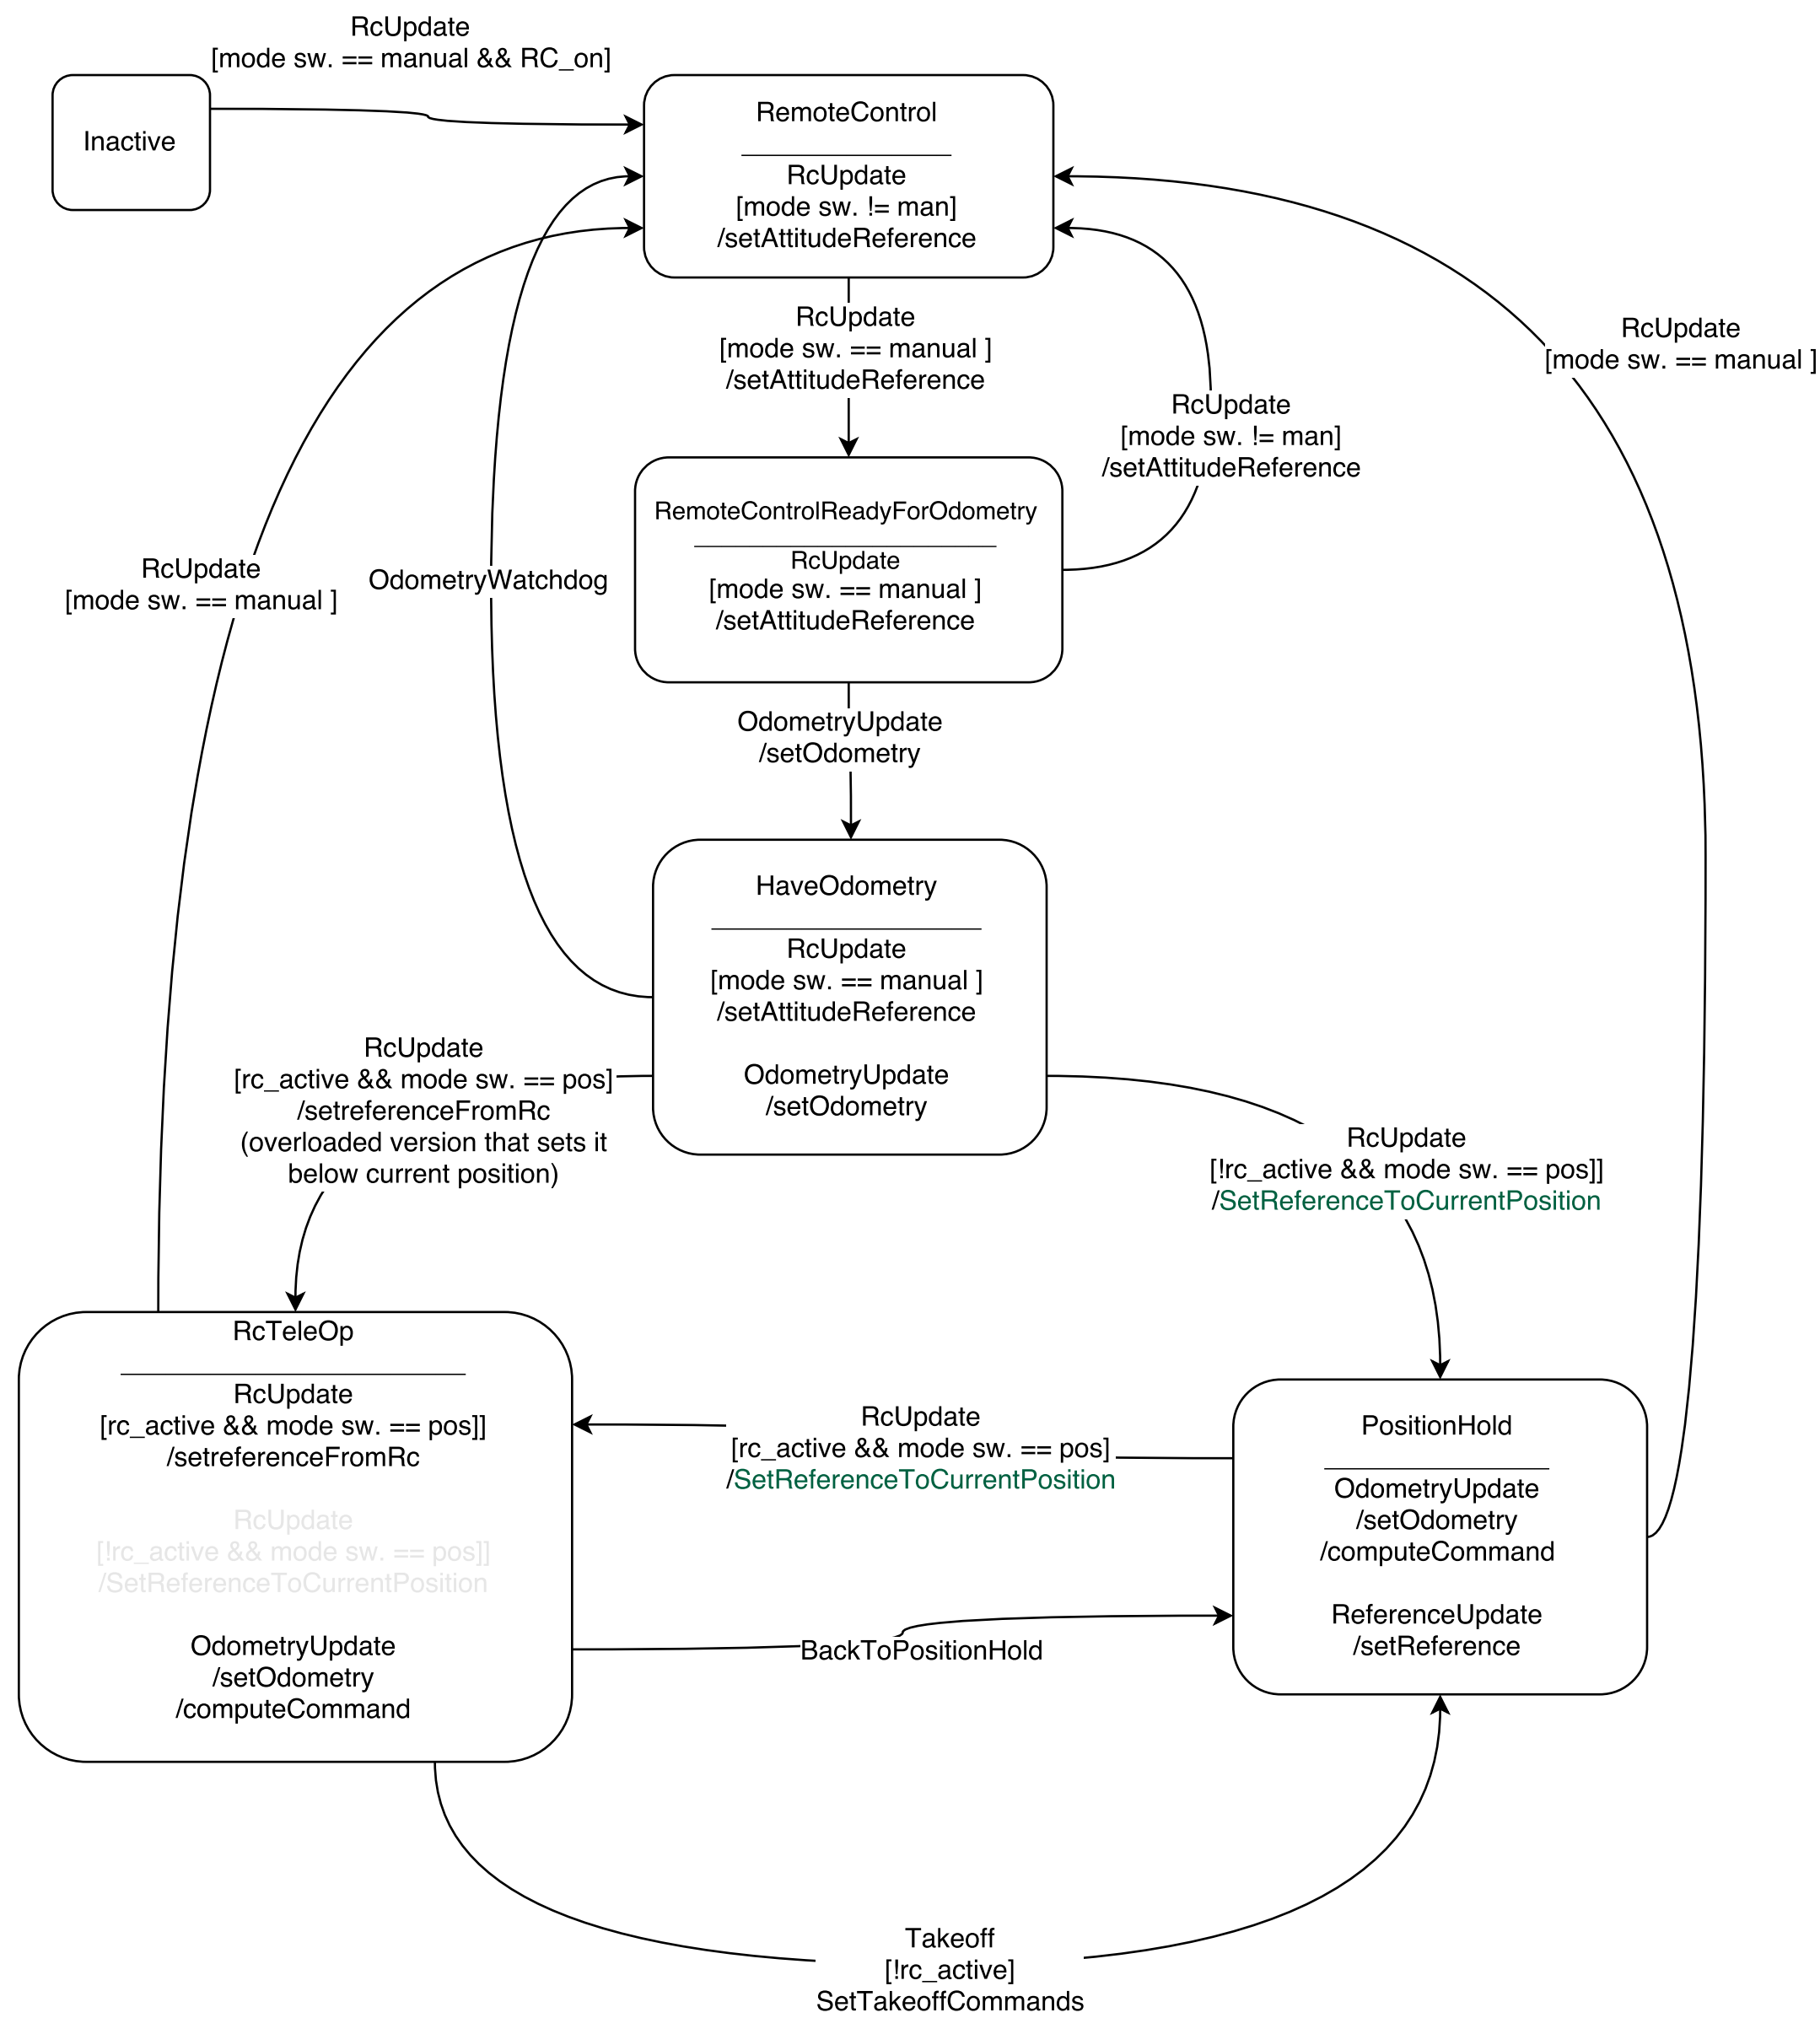 RcUpdate
[mode sw. == manual && RC_on]
Inactive
RemoteControl
RcUpdate
[mode sw. != man]
/setAttitudeReference
RcUpdate
[mode sw. == manual ]
/setAttitudeReference
RcUpdate
[mode sw. == manual ]
RcUpdate
[mode sw. != man]
/setAttitudeReference
RemoteControlReadyForOdometry
RcUpdate
[mode sw. == manual ]
/setAttitudeReference
RcUpdate
[mode sw. == manual ]
OdometryWatchdog
OdometryUpdate
/setOdometry
HaveOdometry
RcUpdate
[mode sw. == manual ]
/setAttitudeReference
OdometryUpdate
/setOdometry
RcUpdate
[rc_active && mode sw. == pos]
/setreferenceFromRc
(overloaded version that sets it
below current position)
RcUpdate
[!rc_active && mode sw. == pos]]
/SetReferenceToCurrentPosition
RcTeleOp
RcUpdate
[rc_active && mode sw. == pos]]
/setreferenceFromRc
RcUpdate
[!rc_active && mode sw. == pos]]
/SetReferenceToCurrentPosition
OdometryUpdate
/setOdometry
/computeCommand
RcUpdate
[rc_active && mode sw. == pos]
/SetReferenceToCurrentPosition
BackToPositionHold
PositionHold
OdometryUpdate
/setOdometry
/computeCommand
ReferenceUpdate
/setReference
Takeoff
[!rc_active]
SetTakeoffCommands